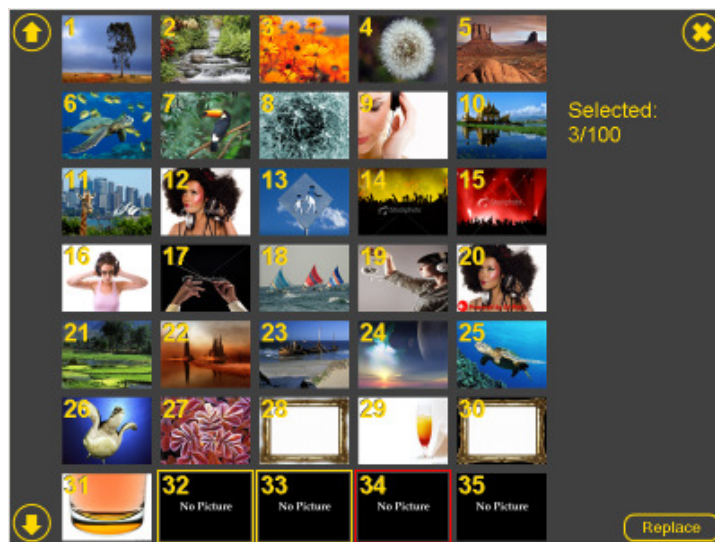 1 2 3 4 5
6 7 8 9 10
Selected:
3/100
11 12 13 14 15
16 17 18 19 20
21 22 23 24 25
26 27 28 29 30
31 32 33 34 35
No Picture No Picture No Picture No Picture
Replace